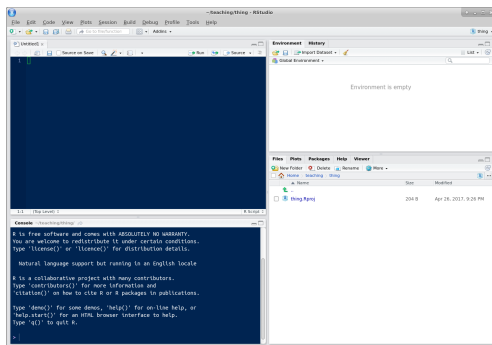 ~/teaching/thing - RStudio
File Edit Code View Plots Session Build Debug Profile Tools Help
Go to file/function Addins
thing
Untitled1
Source on Save Run Source
1
1:1 (Top Level) R Script
Console ~/teaching/thing/
R is free software and comes with ABSOLUTELY NO WARRANTY.
You are welcome to redistribute it under certain conditions.
Type 'license()' or 'licence()' for distribution details.
Natural language support but running in an English locale
R is a collaborative project with many contributors.
Type 'contributors()' for more information and
'citation()' on how to cite R or R packages in publications.
Type 'demo()' for some demos, 'help()' for on-line help, or
'help.start()' for an HTML browser interface to help.
Type 'q()' to quit R.
>
Environment History
Import Dataset List
Global Environment
Environment is empty
Files Plots Packages Help Viewer
New Folder Delete Rename More
Home teaching thing
Name Size Modified
..
thing.Rproj 204 B Apr 26, 2017, 9:26 PM